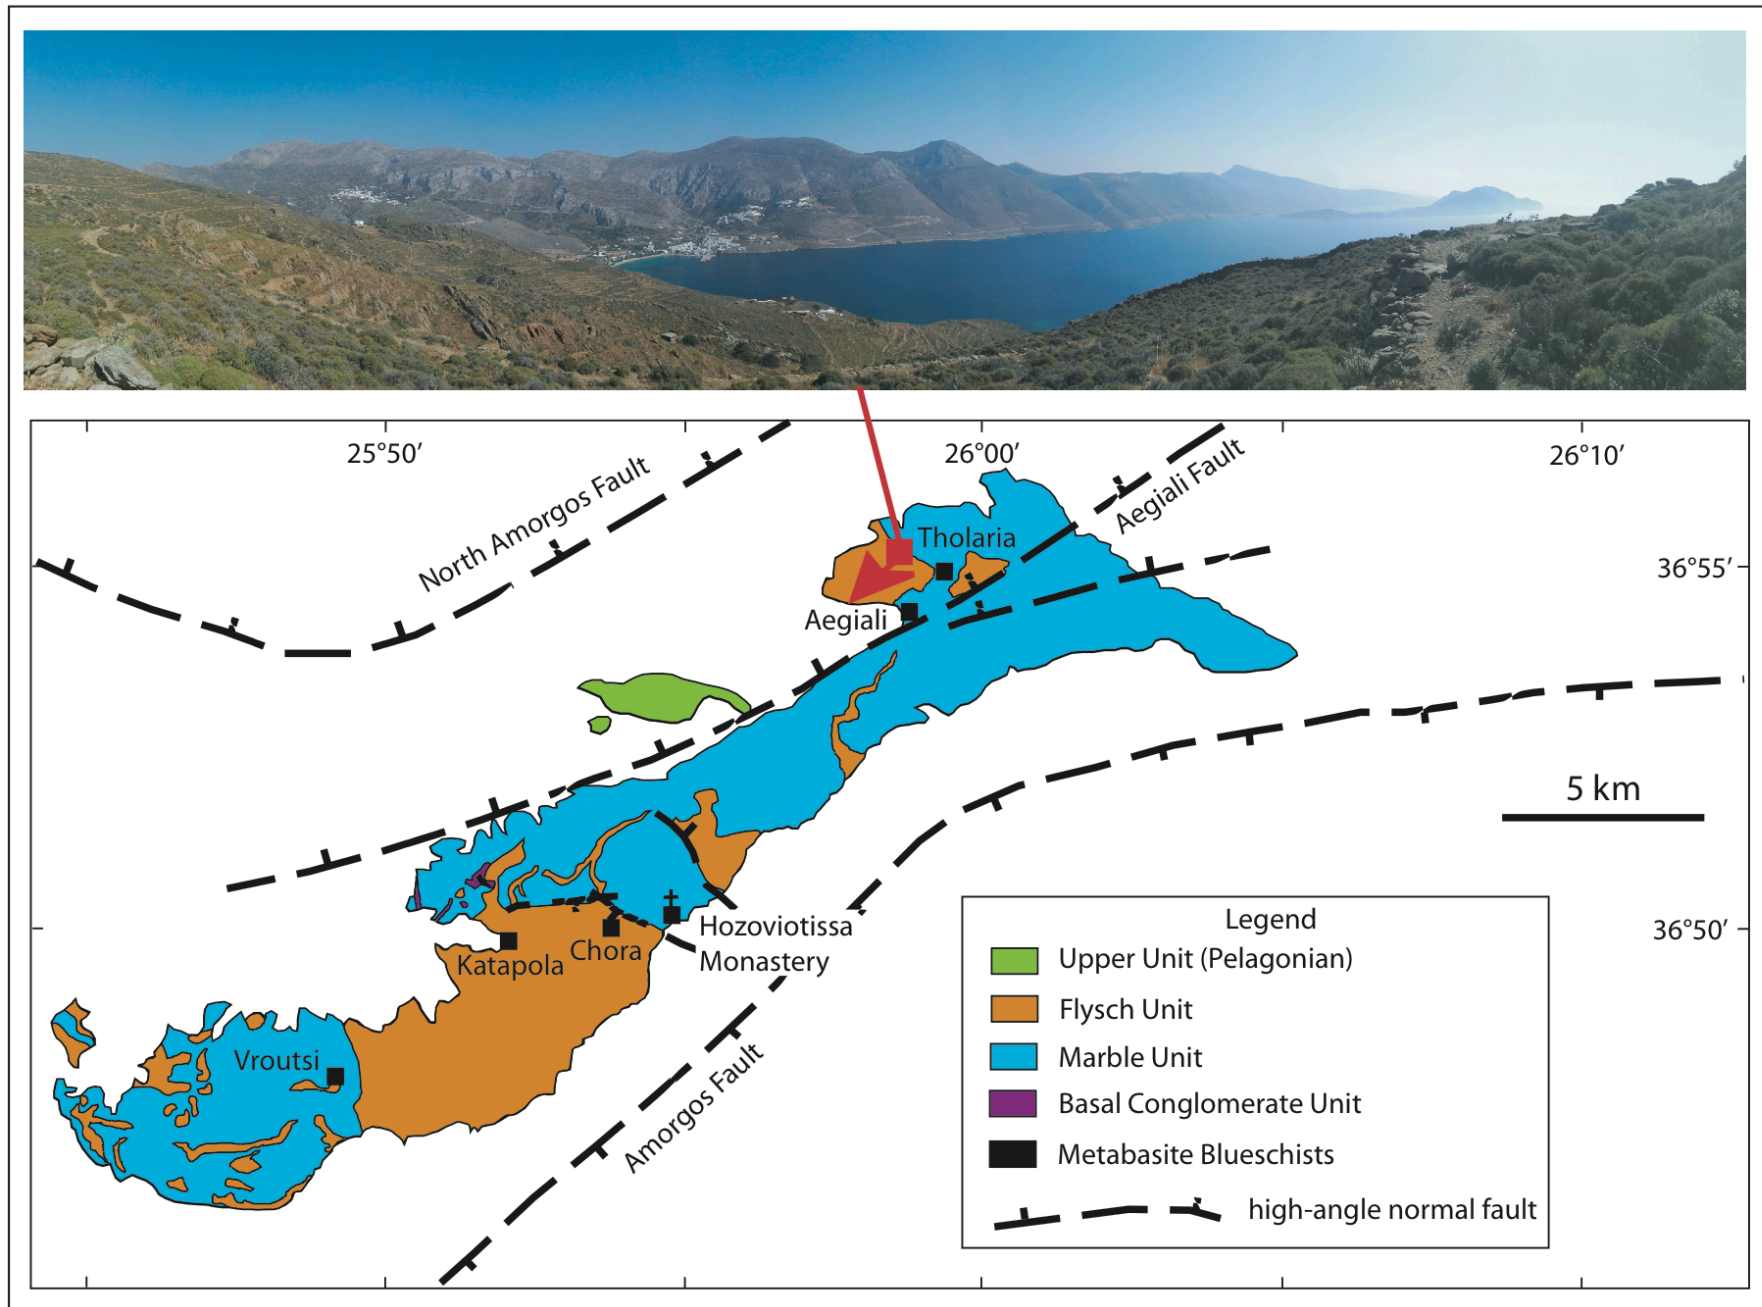 25°50′
26°00′
26°10′
North Amorgos Fault
Aegiali Fault
Tholaria
36°55′
Aegiali
5 km
Hozoviotissa
Monastery
Chora
Katapola
36°50′
Vroutsi
Amorgos Fault
Legend
Upper Unit (Pelagonian)
Flysch Unit
Marble Unit
Basal Conglomerate Unit
Metabasite Blueschists
high-angle normal fault